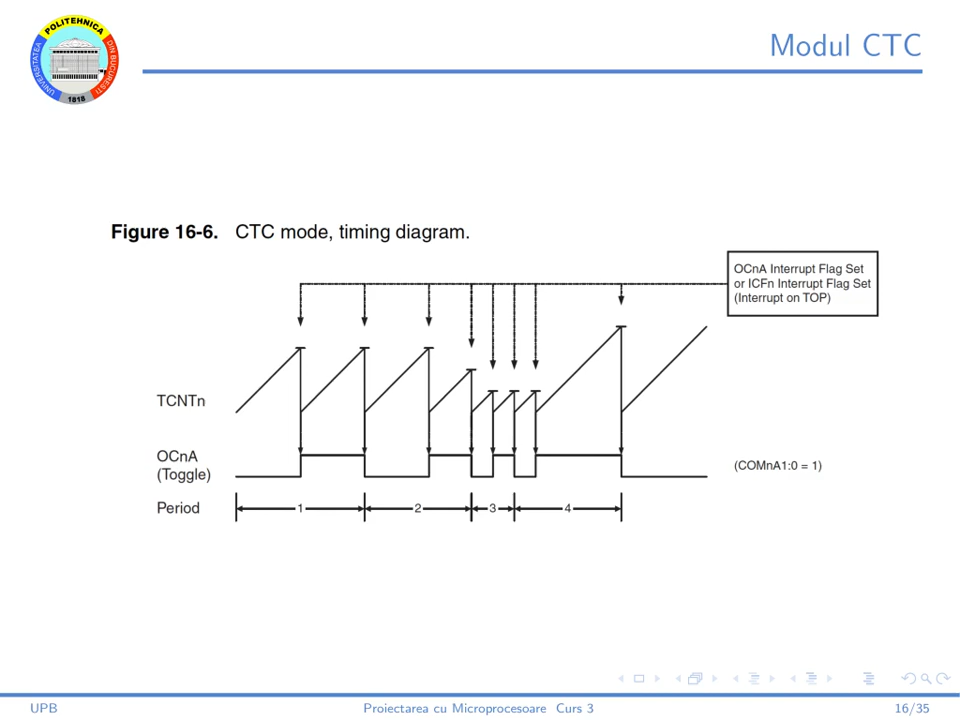 POLITEHNICA
UNIVERSITATEA
DIN BUCURESTI
1818
Modul CTC
Figure 16-6. CTC mode, timing diagram.
OCnA Interrupt Flag Set
or ICFn Interrupt Flag Set
(Interrupt on TOP)
TCNTn
OCnA
(Toggle)
(COMnA1:0 = 1)
Period
1 2 3 4
UPB Proiectarea cu Microprocesoare Curs 3 16/35